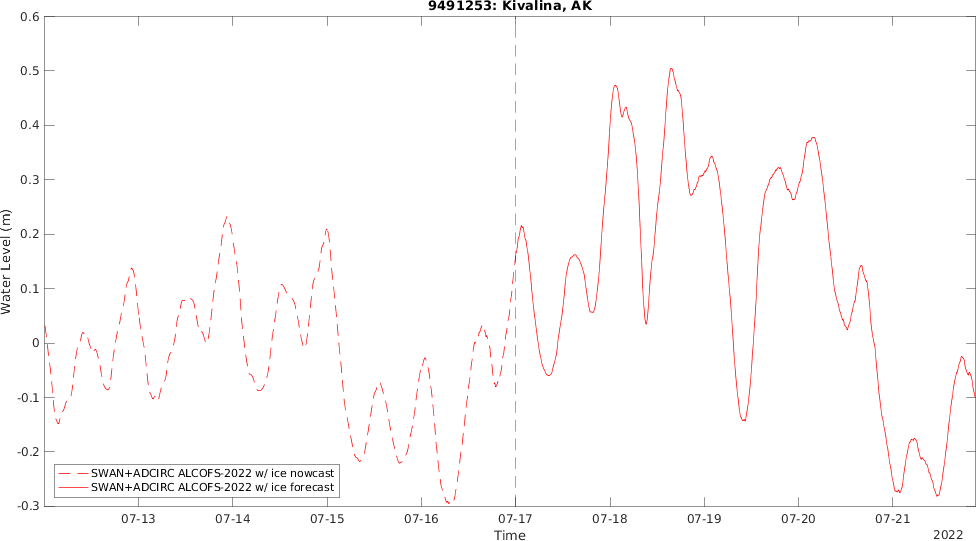 9491253: Kivalina, AK
Water Level (m)
0.6
0.5
0.4
0.3
0.2
0.1
0
-0.1
-0.2
-0.3
SWAN+ADCIRC ALCOFS-2022 w/ ice nowcast
SWAN+ADCIRC ALCOFS-2022 w/ ice forecast
07-13 07-14 07-15 07-16 07-17 07-18 07-19 07-20 07-21
Time
2022